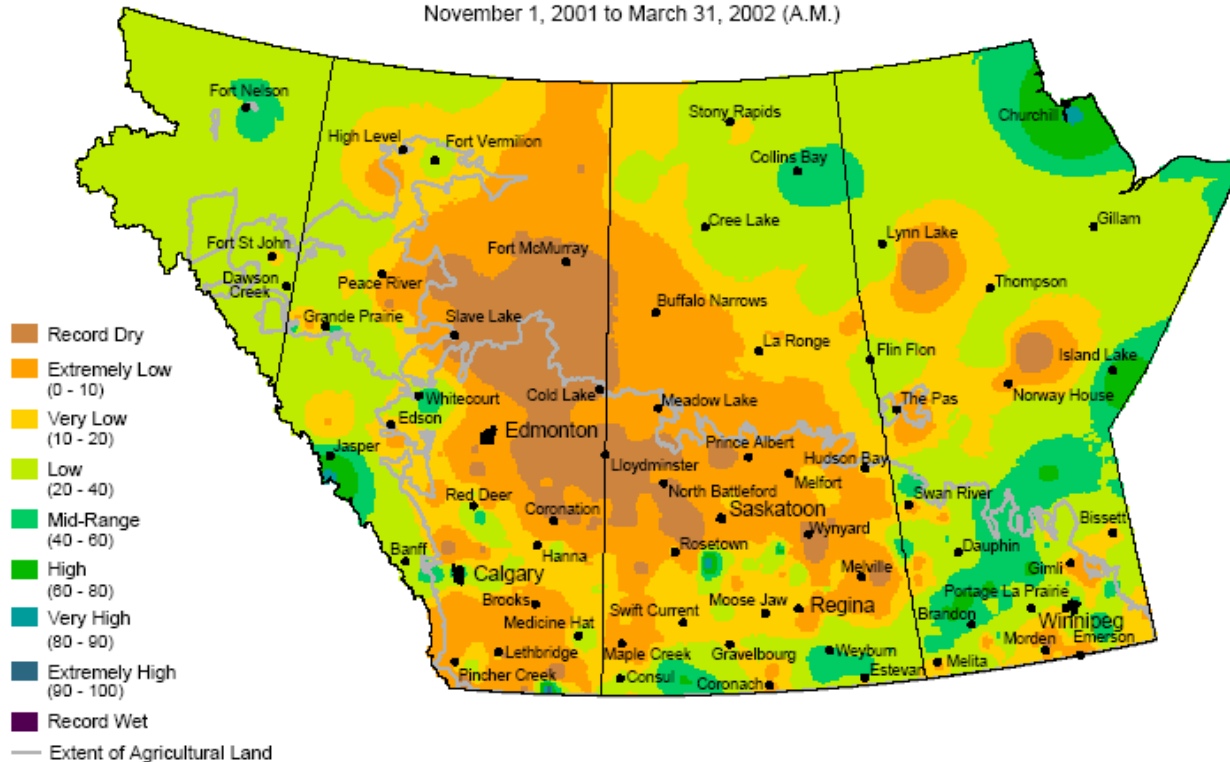 November 1, 2001 to March 31, 2002 (A.M.)
Fort Nelson
High Level
Fort Vermilion
Stony Rapids
Churchill
Collins Bay
Cree Lake
Gillam
Fort St John
Fort McMurray
Lynn Lake
Dawson
Creek
Peace River
Thompson
Buffalo Narrows
Grande Prairie
Slave Lake
La Ronge
Flin Flon
Island Lake
Whitecourt
Cold Lake
Meadow Lake
The Pas
Norway House
Edson
Edmonton
Jasper
Prince Albert
Hudson Bay
Lloydminster
Melfort
North Battleford
Red Deer
Swan River
Coronation
Saskatoon
Bissett
Wynyard
Banff
Hanna
Rosetown
Dauphin
Calgary
Melville
Gimli
Brooks
Swift Current
Moose Jaw
Regina
Portage La Prairie
Brandon
Winnipeg
Medicine Hat
Morden
Emerson
Lethbridge
Maple Creek
Gravelbourg
Weyburn
Melita
Pincher Creek
Consul
Coronach
Estevan
Record Dry
Extremely Low
(0 - 10)
Very Low
(10 - 20)
Low
(20 - 40)
Mid-Range
(40 - 60)
High
(60 - 80)
Very High
(80 - 90)
Extremely High
(90 - 100)
Record Wet
Extent of Agricultural Land